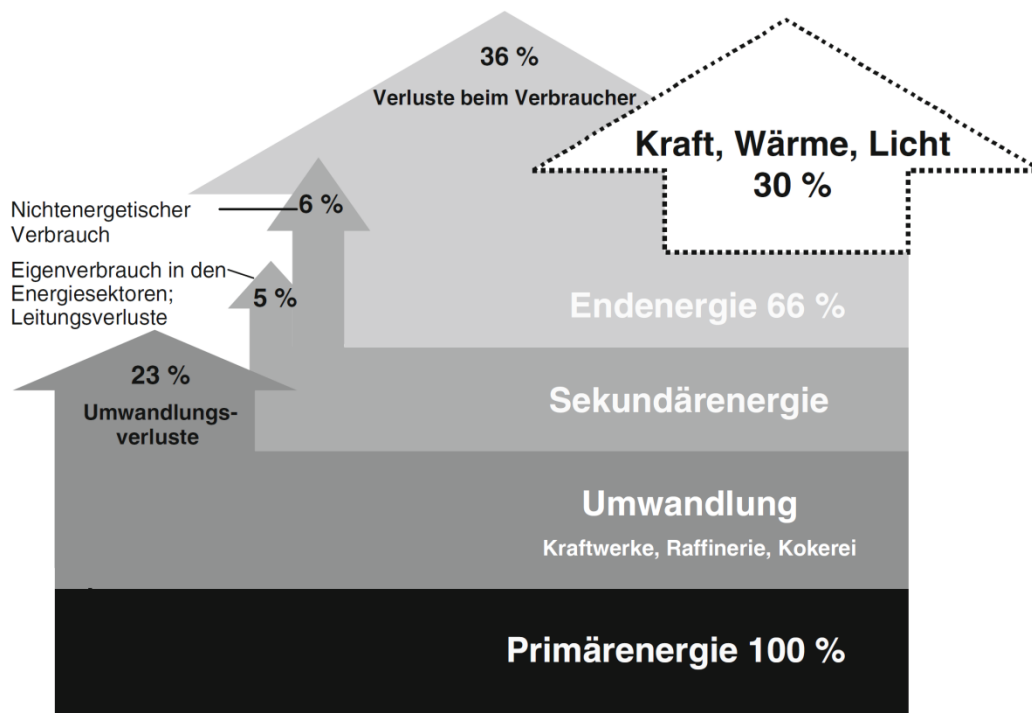 36 %
Verluste beim Verbraucher
Kraft, Wärme, Licht
30 %
Nichtenergetischer
Verbrauch
6 %
Eigenverbrauch in den
Energiesektoren;
Leitungsverluste
5 %
Endenergie 66 %
23 %
Umwandlungs-
verluste
Sekundärenergie
Umwandlung
Kraftwerke, Raffinerie, Kokerei
Primärenergie 100 %